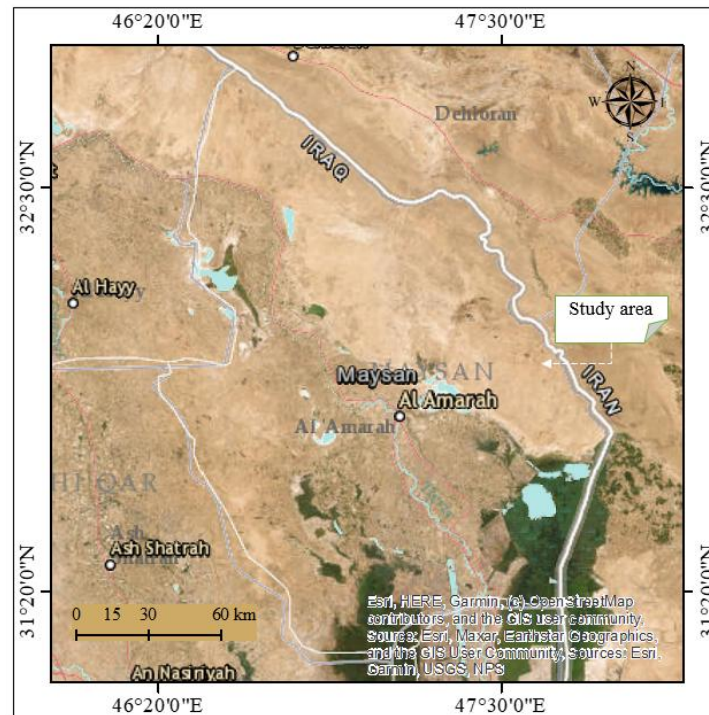 46°20'0"E 47°30'0"E
N
W E
S
Dehloran
IRAQ
32°30'0"N 32°30'0"N
Al Hayy
Study area
MAYSAN
Maysan
IRAN
Al Amarah
Al Amarah
Ash Shatrah
31°20'0"N 31°20'0"N
0 15 30 60 km
Esri, HERE, Garmin, (c) OpenStreetMap
contributors, and the GIS user community,
Source: Esri, Maxar, Earthstar Geographics,
and the GIS User Community, Sources: Esri,
Garmin, USGS, NPS
An Nasiriyah
46°20'0"E 47°30'0"E